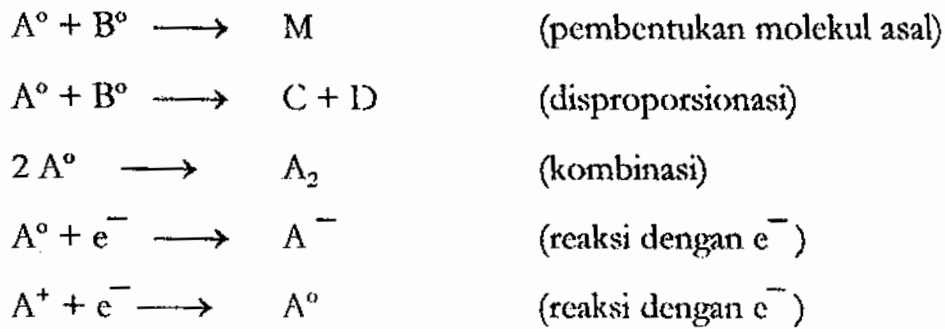 A° + B° ⟶ M (pembentukan molekul asal)
A° + B° ⟶ C + D (disproporsionasi)
2 A° ⟶ A₂ (kombinasi)
A° + e⁻ ⟶ A⁻ (reaksi dengan e⁻)
A⁺ + e⁻ ⟶ A° (reaksi dengan e⁻)